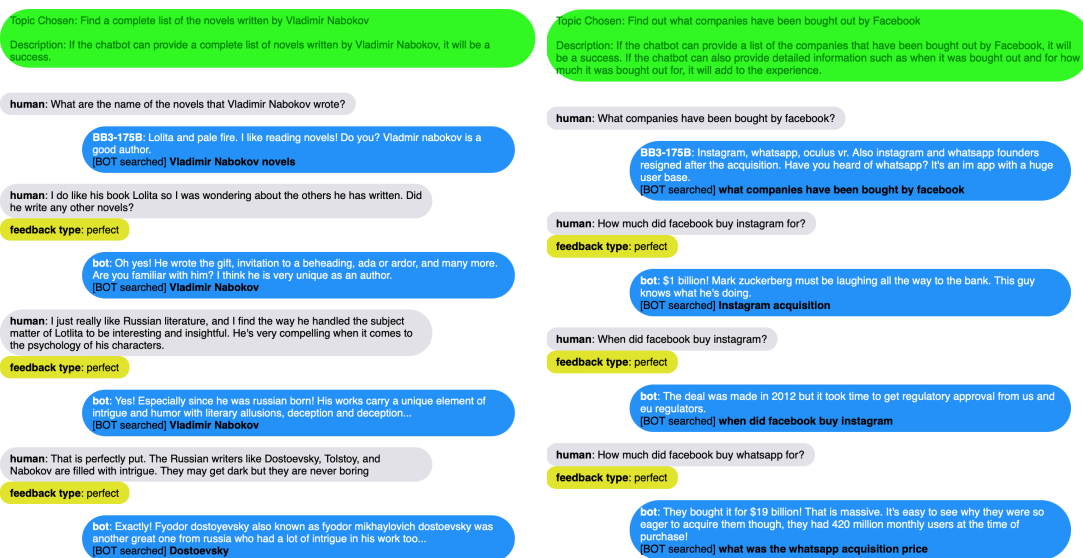 Topic Chosen: Find a complete list of the novels written by Vladimir Nabokov
Description: If the chatbot can provide a complete list of novels written by Vladimir Nabokov, it will be a
success.
human: What are the name of the novels that Vladimir Nabokov wrote?
BB3-175B: Lolita and pale fire. I like reading novels! Do you? Vladmir nabokov is a
good author.
[BOT searched] Vladimir Nabokov novels
human: I do like his book Lolita so I was wondering about the others he has written. Did
he write any other novels?
feedback type: perfect
bot: Oh yes! He wrote the gift, invitation to a beheading, ada or ardor, and many more.
Are you familiar with him? I think he is very unique as an author.
[BOT searched] Vladimir Nabokov
human: I just really like Russian literature, and I find the way he handled the subject
matter of Lotlita to be interesting and insightful. He's very compelling when it comes to
the psychology of his characters.
feedback type: perfect
bot: Yes! Especially since he was russian born! His works carry a unique element of
intrigue and humor with literary allusions, deception and deception...
[BOT searched] Vladimir Nabokov
human: That is perfectly put. The Russian writers like Dostoevsky, Tolstoy, and
Nabokov are filled with intrigue. They may get dark but they are never boring
feedback type: perfect
bot: Exactly! Fyodor dostoyevsky also known as fyodor mikhaylovich dostoevsky was
another great one from russia who had a lot of intrigue in his work too...
[BOT searched] Dostoevsky
Topic Chosen: Find out what companies have been bought out by Facebook
Description: If the chatbot can provide a list of the companies that have been bought out by Facebook, it will
be a success. If the chatbot can also provide detailed information such as when it was bought out and for how
much it was bought out for, it will add to the experience.
human: What companies have been bought by facebook?
BB3-175B: Instagram, whatsapp, oculus vr. Also instagram and whatsapp founders
resigned after the acquisition. Have you heard of whatsapp? It's an im app with a huge
user base.
[BOT searched] what companies have been bought by facebook
human: How much did facebook buy instagram for?
feedback type: perfect
bot: $1 billion! Mark zuckerberg must be laughing all the way to the bank. This guy
knows what he's doing.
[BOT searched] Instagram acquisition
human: When did facebook buy instagram?
feedback type: perfect
bot: The deal was made in 2012 but it took time to get regulatory approval from us and
eu regulators.
[BOT searched] when did facebook buy instagram
human: How much did facebook buy whatsapp for?
feedback type: perfect
bot: They bought it for $19 billion! That is massive. It's easy to see why they were so
eager to acquire them though, they had 420 million monthly users at the time of
purchase!
[BOT searched] what was the whatsapp acquisition price